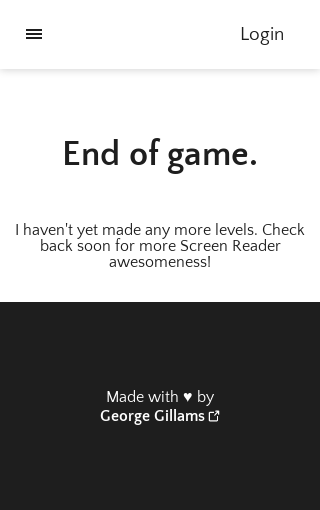 Login
End of game.
I haven't yet made any more levels. Check
back soon for more Screen Reader
awesomeness!
Made with ♥ by
George Gillams